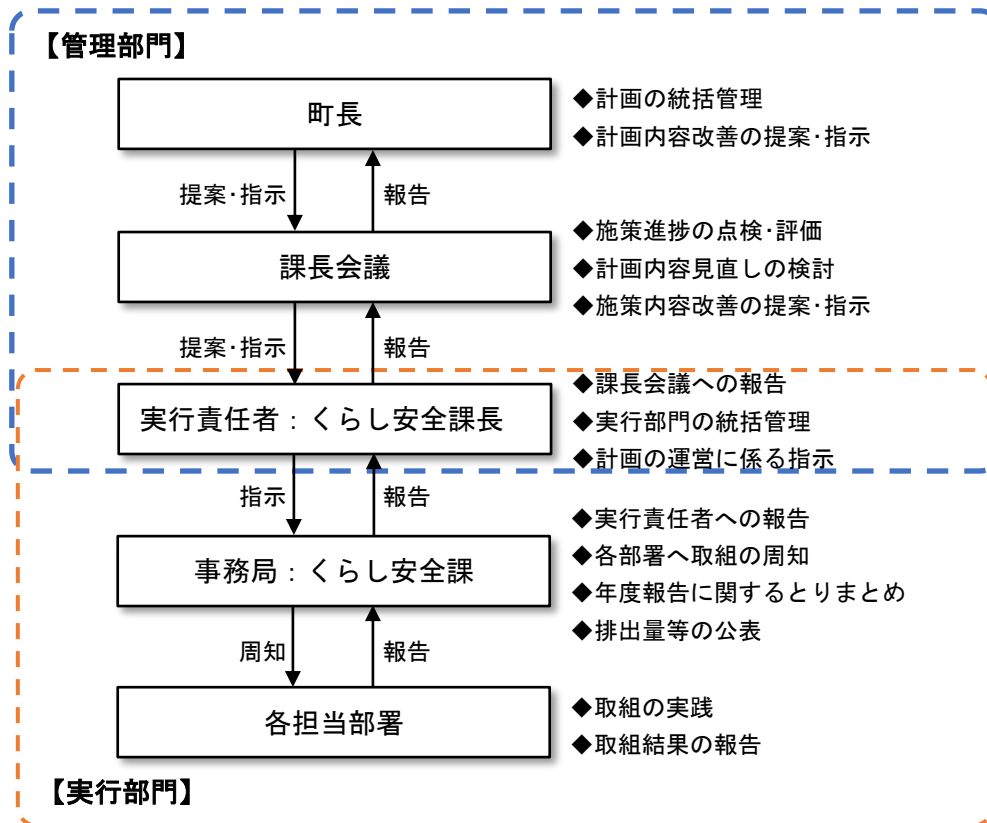 【管理部門】
町長
◆計画の統括管理
◆計画内容改善の提案･指示
提案･指示
報告
課長会議
◆施策進捗の点検･評価
◆計画内容見直しの検討
◆施策内容改善の提案･指示
提案･指示
報告
実行責任者：くらし安全課長
◆課長会議への報告
◆実行部門の統括管理
◆計画の運営に係る指示
指示
報告
事務局：くらし安全課
◆実行責任者への報告
◆各部署へ取組の周知
◆年度報告に関するとりまとめ
◆排出量等の公表
周知
報告
各担当部署
◆取組の実践
◆取組結果の報告
【実行部門】